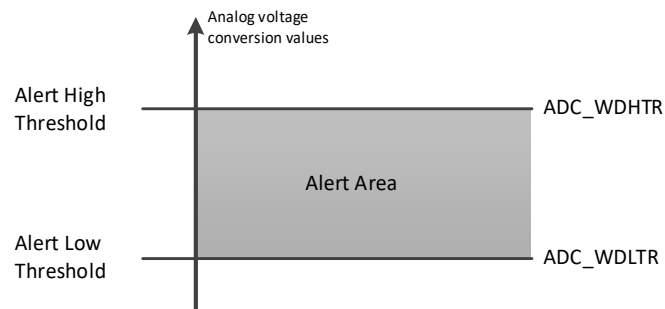 Analog voltage
conversion values
Alert High
Threshold
ADC_WDHTR
Alert Area
Alert Low
Threshold
ADC_WDLTR